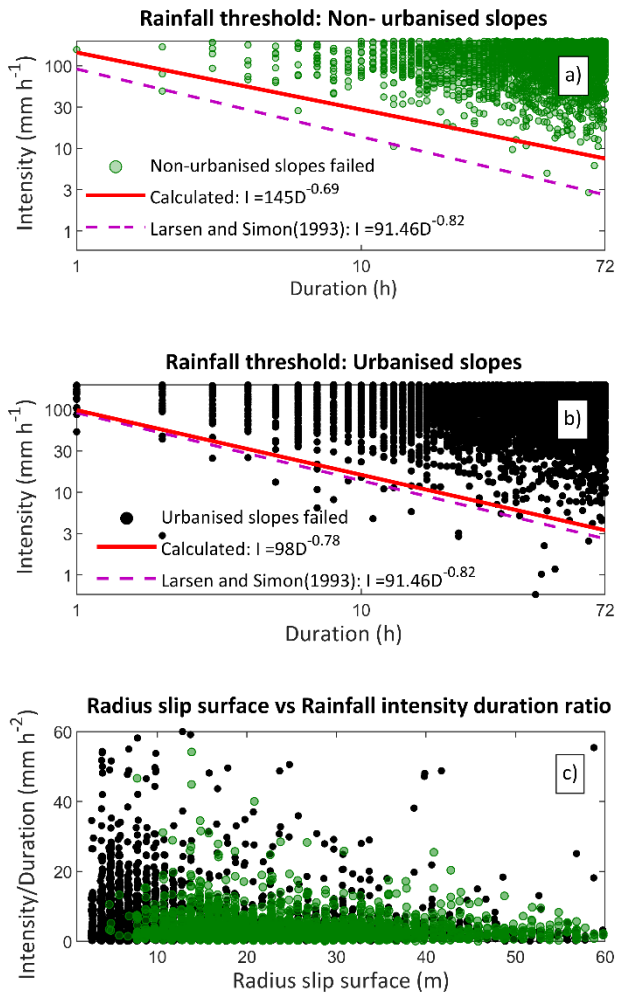 Rainfall threshold: Non- urbanised slopes
Intensity (mm h-1)
100
30
10
3
1
a)
Non-urbanised slopes failed
Calculated: I =145D-0.69
Larsen and Simon(1993): I =91.46D-0.82
1
10
72
Duration (h)
Rainfall threshold: Urbanised slopes
Intensity (mm h-1)
100
30
10
3
1
b)
Urbanised slopes failed
Calculated: I =98D-0.78
Larsen and Simon(1993): I =91.46D-0.82
1
10
72
Duration (h)
Radius slip surface vs Rainfall intensity duration ratio
Intensity/Duration (mm h-2)
60
40
20
0
c)
10
20
30
40
50
60
Radius slip surface (m)